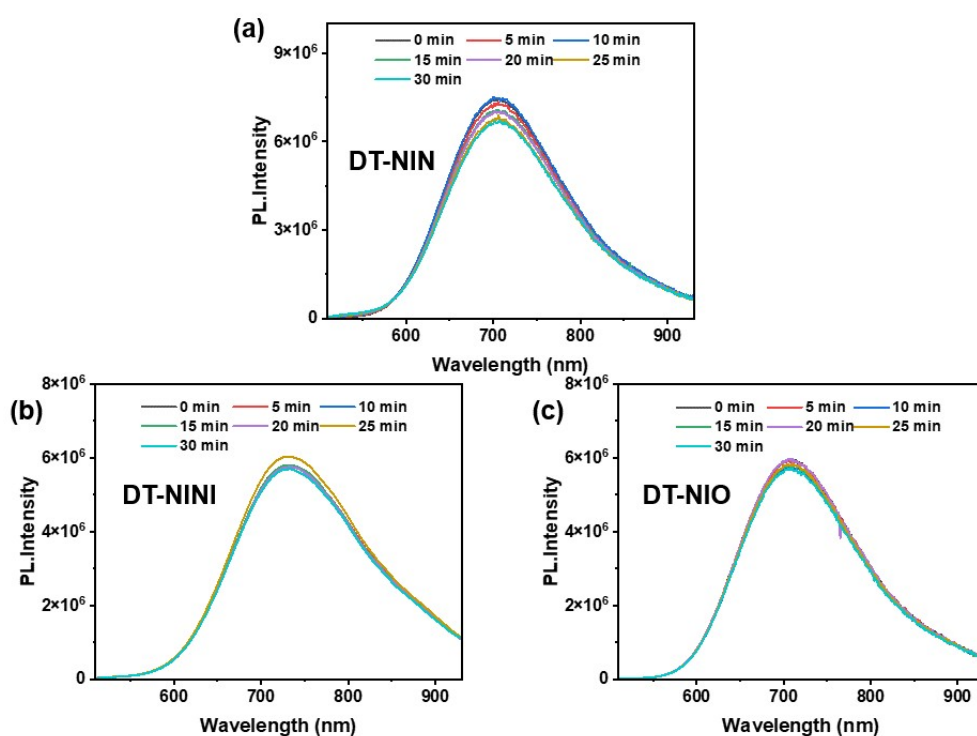 (a)
9×10⁶
6×10⁶
3×10⁶
0
PL.Intensity
0 min 5 min 10 min
15 min 20 min 25 min
30 min
DT-NIN
600 700 800 900
Wavelength (nm)
(b)
8×10⁶
6×10⁶
4×10⁶
2×10⁶
0
PL.Intensity
0 min 5 min 10 min
15 min 20 min 25 min
30 min
DT-NINI
600 700 800 900
Wavelength (nm)
(c)
8×10⁶
6×10⁶
4×10⁶
2×10⁶
0
PL.Intensity
0 min 5 min 10 min
15 min 20 min 25 min
30 min
DT-NIO
600 700 800 900
Wavelength (nm)